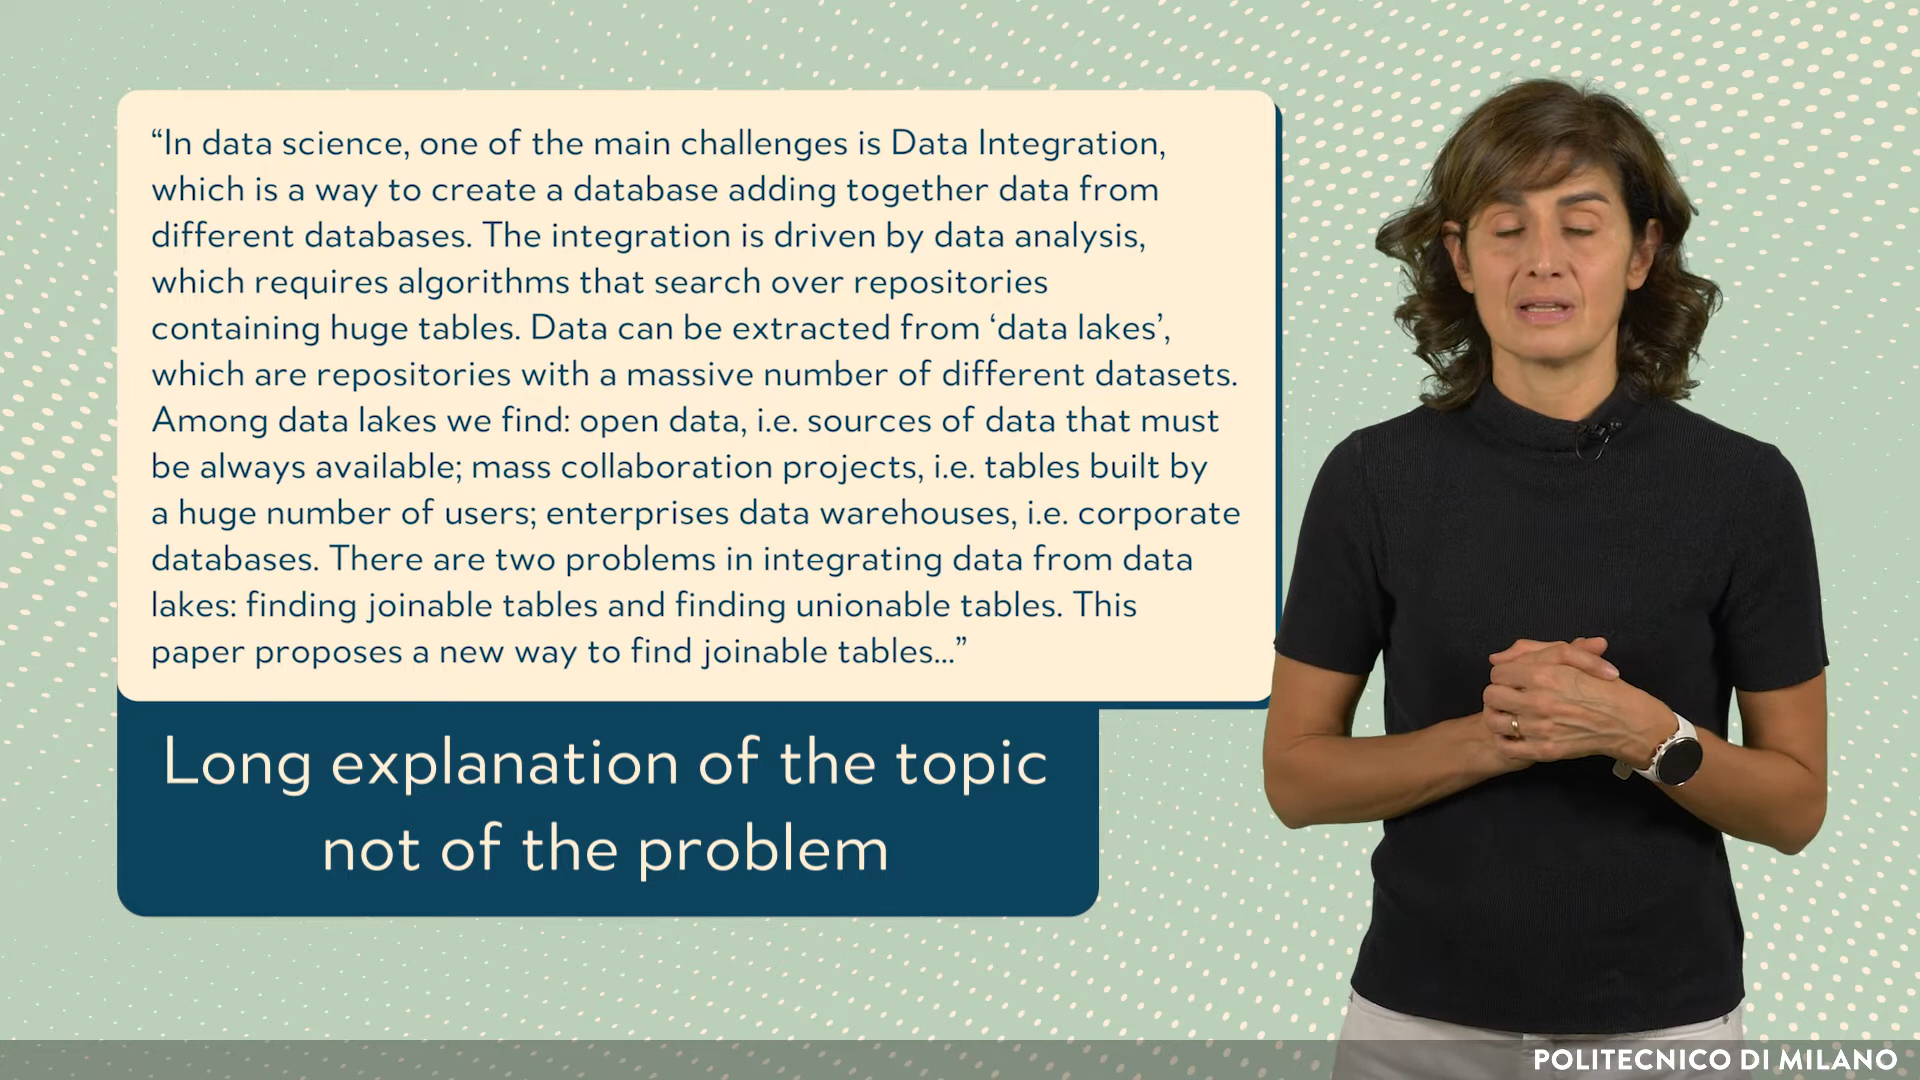 “In data science, one of the main challenges is Data Integration,
which is a way to create a database adding together data from
different databases. The integration is driven by data analysis,
which requires algorithms that search over repositories
containing huge tables. Data can be extracted from ‘data lakes’,
which are repositories with a massive number of different datasets.
Among data lakes we find: open data, i.e. sources of data that must
be always available; mass collaboration projects, i.e. tables built by
a huge number of users; enterprises data warehouses, i.e. corporate
databases. There are two problems in integrating data from data
lakes: finding joinable tables and finding unionable tables. This
paper proposes a new way to find joinable tables...”
Long explanation of the topic
not of the problem
POLITECNICO DI MILANO